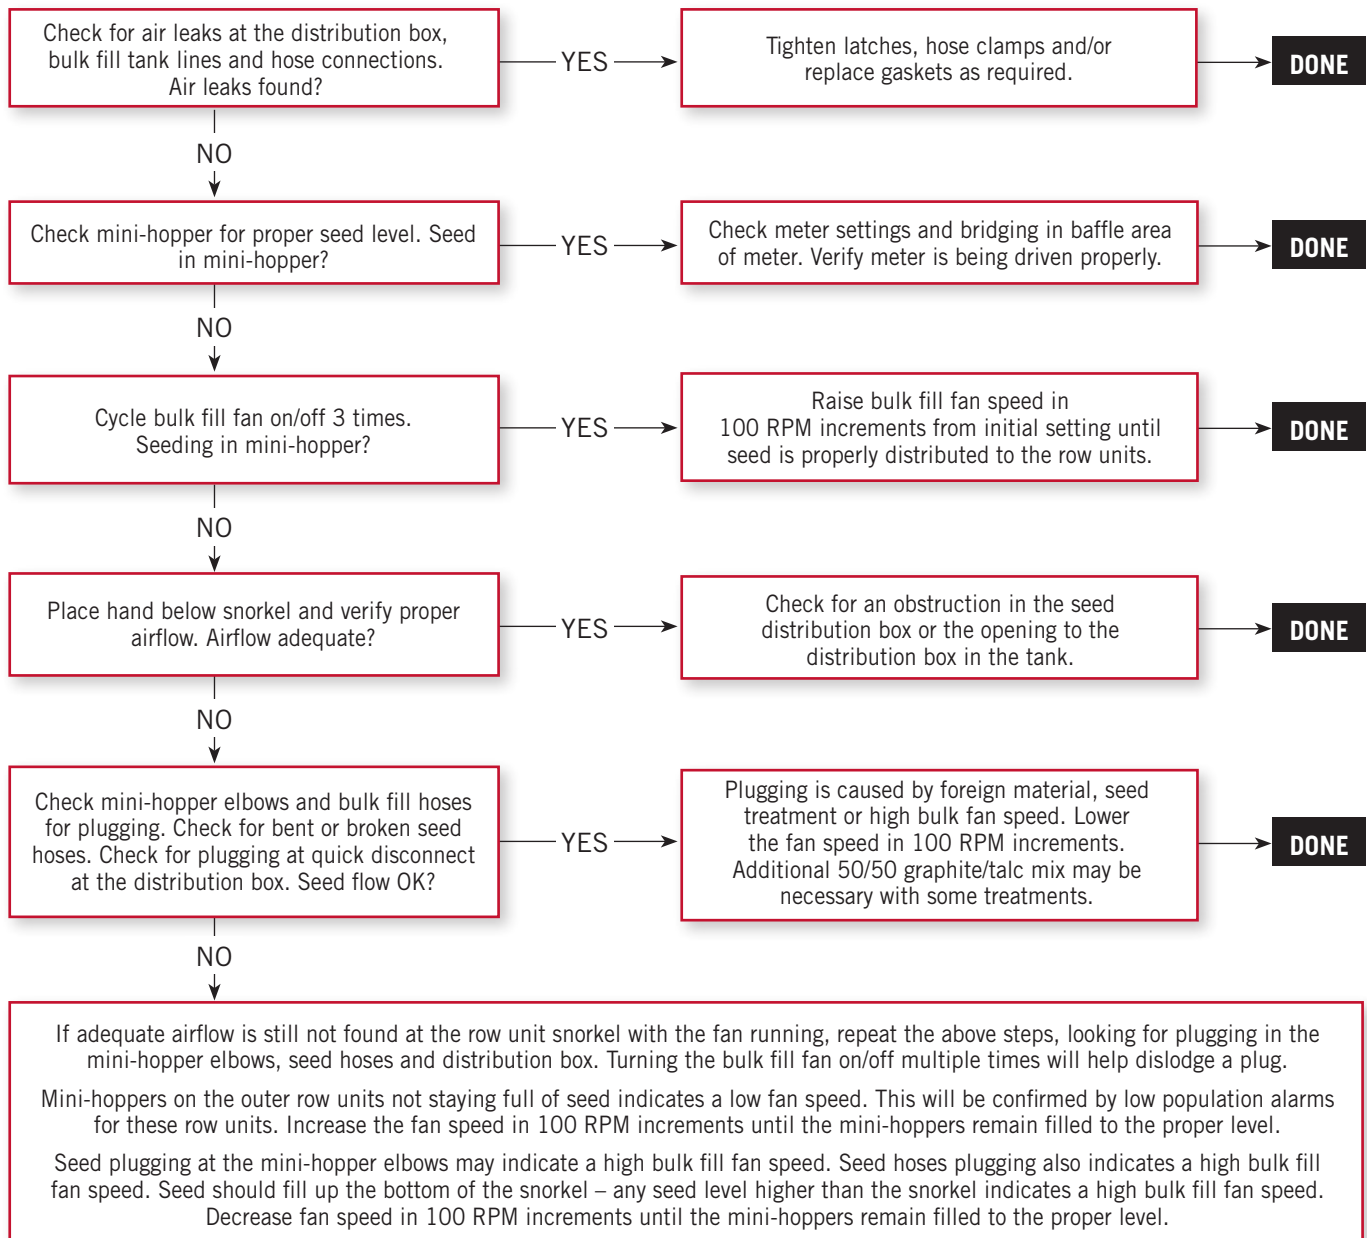 Check for air leaks at the distribution box,
bulk fill tank lines and hose connections.
Air leaks found?
YES
Tighten latches, hose clamps and/or
replace gaskets as required.
DONE
NO
Check mini-hopper for proper seed level. Seed
in mini-hopper?
YES
Check meter settings and bridging in baffle area
of meter. Verify meter is being driven properly.
DONE
NO
Cycle bulk fill fan on/off 3 times.
Seeding in mini-hopper?
YES
Raise bulk fill fan speed in
100 RPM increments from initial setting until
seed is properly distributed to the row units.
DONE
NO
Place hand below snorkel and verify proper
airflow. Airflow adequate?
YES
Check for an obstruction in the seed
distribution box or the opening to the
distribution box in the tank.
DONE
NO
Check mini-hopper elbows and bulk fill hoses
for plugging. Check for bent or broken seed
hoses. Check for plugging at quick disconnect
at the distribution box. Seed flow OK?
YES
Plugging is caused by foreign material, seed
treatment or high bulk fan speed. Lower
the fan speed in 100 RPM increments.
Additional 50/50 graphite/talc mix may be
necessary with some treatments.
DONE
NO
If adequate airflow is still not found at the row unit snorkel with the fan running, repeat the above steps, looking for plugging in the
mini-hopper elbows, seed hoses and distribution box. Turning the bulk fill fan on/off multiple times will help dislodge a plug.
Mini-hoppers on the outer row units not staying full of seed indicates a low fan speed. This will be confirmed by low population alarms
for these row units. Increase the fan speed in 100 RPM increments until the mini-hoppers remain filled to the proper level.
Seed plugging at the mini-hopper elbows may indicate a high bulk fill fan speed. Seed hoses plugging also indicates a high bulk fill
fan speed. Seed should fill up the bottom of the snorkel – any seed level higher than the snorkel indicates a high bulk fill fan speed.
Decrease fan speed in 100 RPM increments until the mini-hoppers remain filled to the proper level.